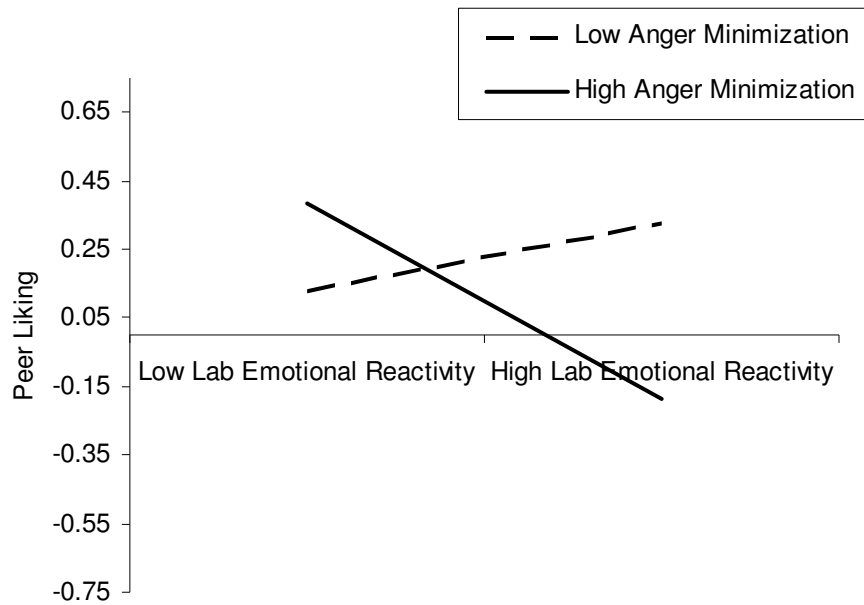 Low Anger Minimization
High Anger Minimization
0.65
0.45
0.25
0.05
-0.15
-0.35
-0.55
-0.75
Peer Liking
Low Lab Emotional Reactivity
High Lab Emotional Reactivity